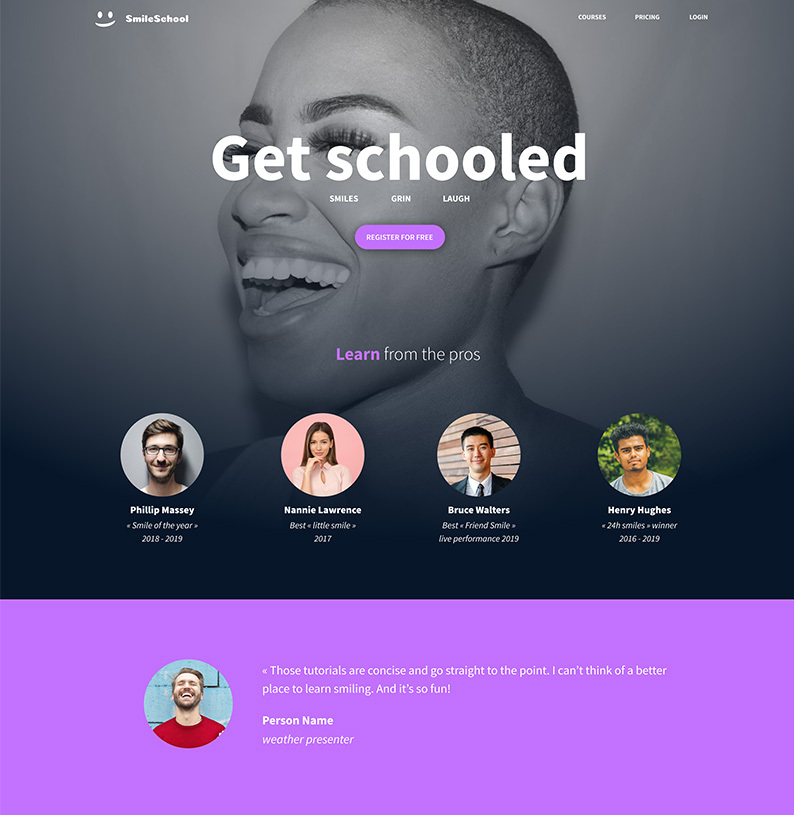 SmileSchool
COURSES PRICING LOGIN
Get schooled
SMILES GRIN LAUGH
REGISTER FOR FREE
Learn from the pros
Phillip Massey
« Smile of the year »
2018 - 2019
Nannie Lawrence
Best « little smile »
2017
Bruce Walters
Best « Friend Smile »
live performance 2019
Henry Hughes
« 24h smiles » winner
2016 - 2019
« Those tutorials are concise and go straight to the point. I can’t think of a better
place to learn smiling. And it’s so fun!
Person Name
weather presenter